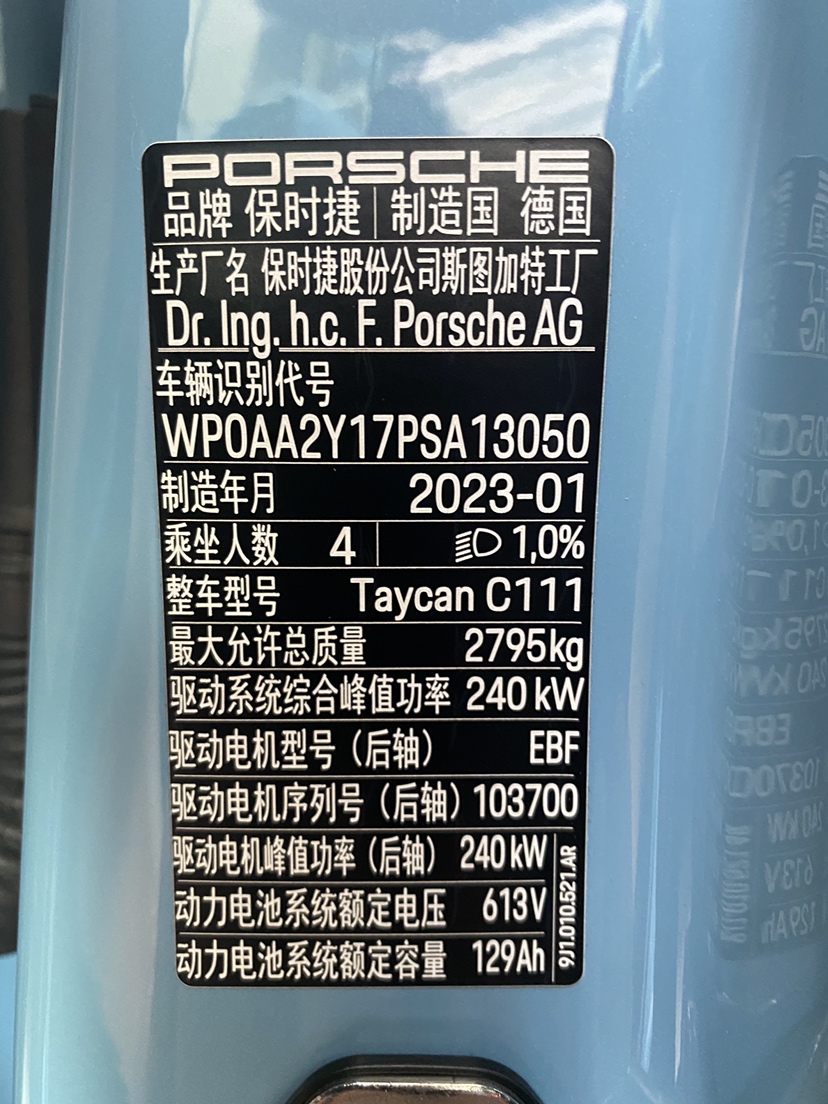 PORSCHE
品牌 保时捷 制造国 德国
生产厂名 保时捷股份公司斯图加特工厂
Dr. Ing. h.c. F. Porsche AG
车辆识别代号
WP0AA2Y17PSA13050
制造年月 2023-01
乘坐人数 4 1,0%
整车型号 Taycan C111
最大允许总质量 2795kg
驱动系统综合峰值功率 240 kW
驱动电机型号（后轴） EBF
驱动电机序列号（后轴）103700
驱动电机峰值功率（后轴） 240 kW
动力电池系统额定电压 613V
动力电池系统额定容量 129Ah
9J1.010.521.AR